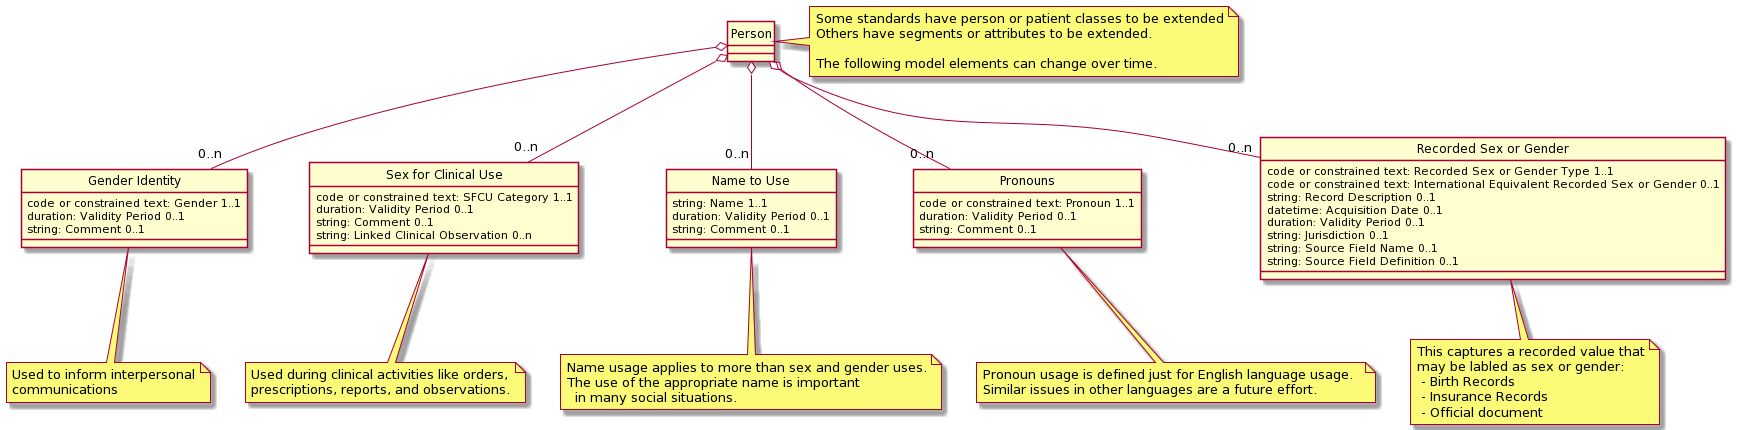 Person
Some standards have person or patient classes to be extended
Others have segments or attributes to be extended.
The following model elements can change over time.
0..n
0..n
0..n
0..n
0..n
Gender Identity
code or constrained text: Gender 1..1
duration: Validity Period 0..1
string: Comment 0..1
Sex for Clinical Use
code or constrained text: SFCU Category 1..1
duration: Validity Period 0..1
string: Comment 0..1
string: Linked Clinical Observation 0..n
Name to Use
string: Name 1..1
duration: Validity Period 0..1
string: Comment 0..1
Pronouns
code or constrained text: Pronoun 1..1
duration: Validity Period 0..1
string: Comment 0..1
Recorded Sex or Gender
code or constrained text: Recorded Sex or Gender Type 1..1
code or constrained text: International Equivalent Recorded Sex or Gender 0..1
string: Record Description 0..1
datetime: Acquisition Date 0..1
duration: Validity Period 0..1
string: Jurisdiction 0..1
string: Source Field Name 0..1
string: Source Field Definition 0..1
Used to inform interpersonal
communications
Used during clinical activities like orders,
prescriptions, reports, and observations.
Name usage applies to more than sex and gender uses.
The use of the appropriate name is important
in many social situations.
Pronoun usage is defined just for English language usage.
Similar issues in other languages are a future effort.
This captures a recorded value that
may be labled as sex or gender:
- Birth Records
- Insurance Records
- Official document